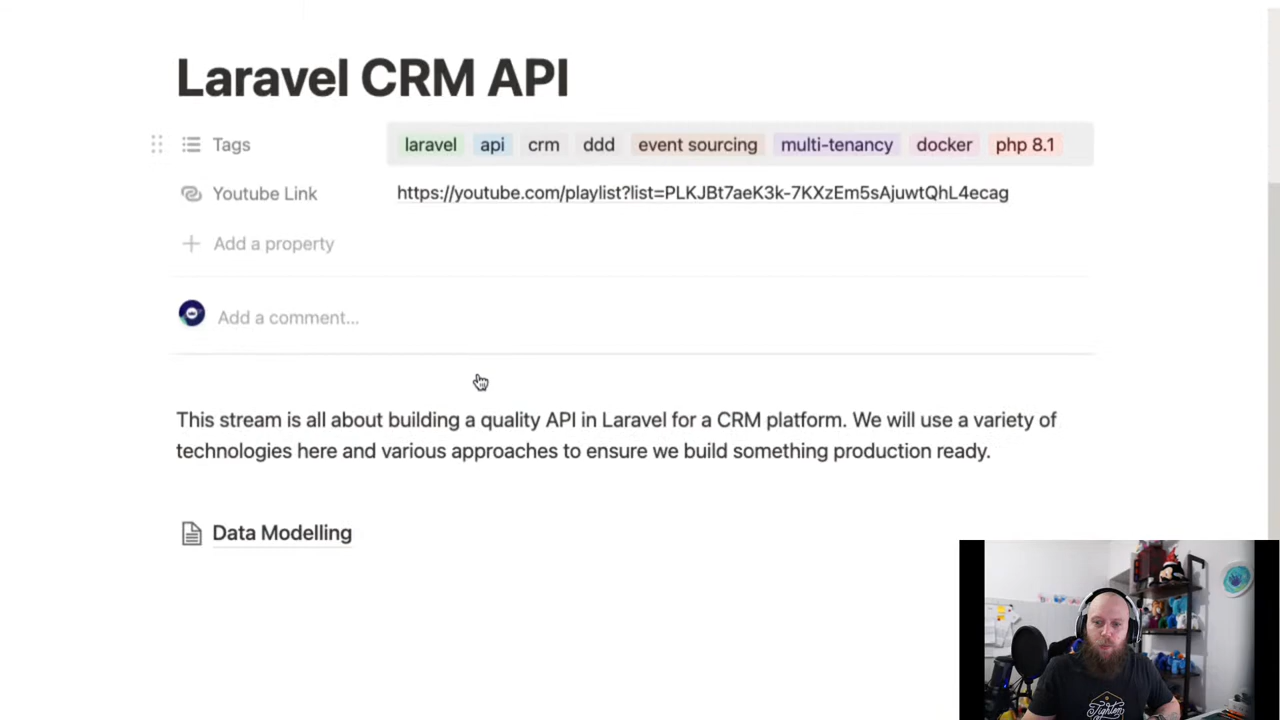 Laravel CRM API
Tags laravel api crm ddd event sourcing multi-tenancy docker php 8.1
Youtube Link https://youtube.com/playlist?list=PLKJBt7aeK3k-7KXzEm5sAjuwtQhL4ecag
Add a property
Add a comment...
This stream is all about building a quality API in Laravel for a CRM platform. We will use a variety of
technologies here and various approaches to ensure we build something production ready.
Data Modelling
Tighten